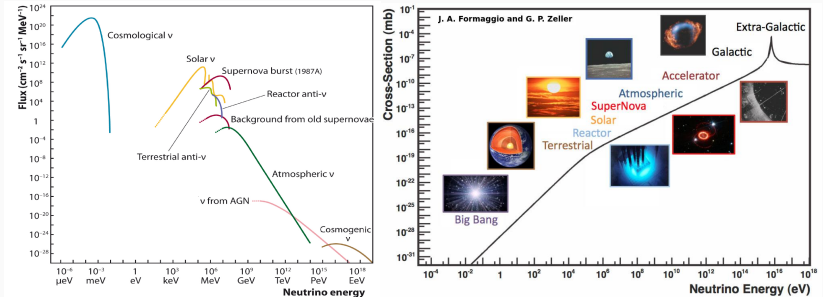 Flux (cm⁻² s⁻¹ sr⁻¹ MeV⁻¹)
10²⁴
10²⁰
10¹⁶
10¹²
10⁸
10⁴
1
10⁻⁴
10⁻⁸
10⁻¹²
10⁻¹⁶
10⁻²⁰
10⁻²⁴
10⁻²⁸
Cosmological ν
Solar ν
Supernova burst (1987A)
Reactor anti-ν
Background from old supernovae
Terrestrial anti-ν
Atmospheric ν
ν from AGN
Cosmogenic
ν
10⁻⁶ 10⁻³ 1 10³ 10⁶ 10⁹ 10¹² 10¹⁵ 10¹⁸
μeV meV eV keV MeV GeV TeV PeV EeV
Neutrino energy
Cross-Section (mb)
10⁻¹
10⁻⁴
10⁻⁷
10⁻¹⁰
10⁻¹³
10⁻¹⁶
10⁻¹⁹
10⁻²²
10⁻²⁵
10⁻²⁸
10⁻³¹
J. A. Formaggio and G. P. Zeller
Extra-Galactic
Galactic
Accelerator
Atmospheric
SuperNova
Solar
Reactor
Terrestrial
Big Bang
10⁻⁴ 10⁻² 1 10² 10⁴ 10⁶ 10⁸ 10¹⁰ 10¹² 10¹⁴ 10¹⁶ 10¹⁸
Neutrino Energy (eV)